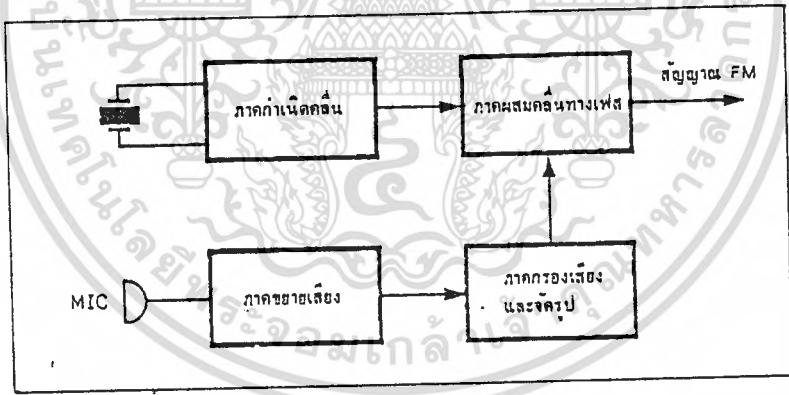 ภาคกำเนิดคลื่น
ภาคผสมคลื่นทางเฟส
สัญญาณ FM
MIC
ภาคขยายเสียง
ภาคกรองเสียง
และจัดรูป